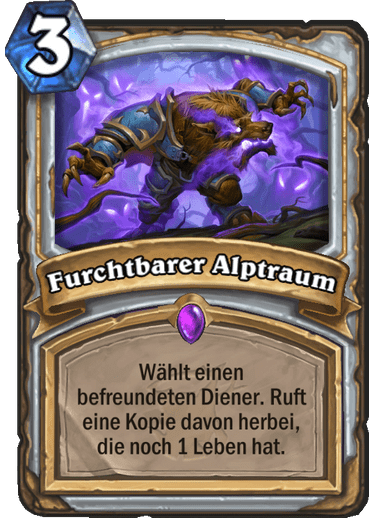 3
Furchtbarer Alptraum
Wählt einen
befreundeten Diener. Ruft
eine Kopie davon herbei,
die noch 1 Leben hat.